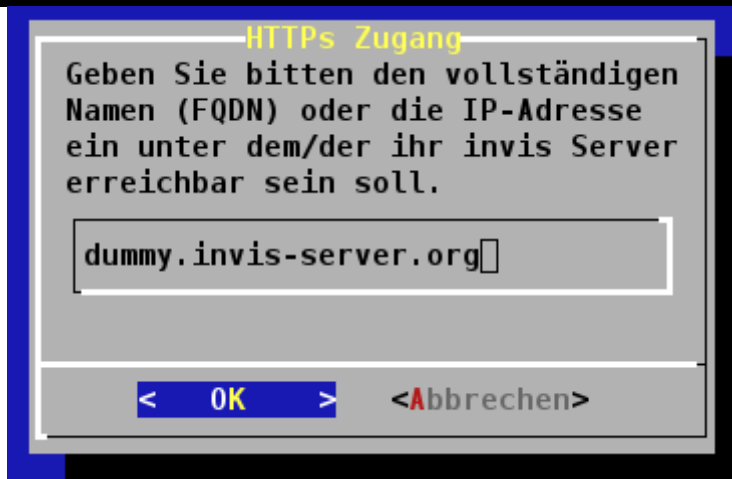 HTTPs Zugang
Geben Sie bitten den vollständigen
Namen (FQDN) oder die IP-Adresse
ein unter dem/der ihr invis Server
erreichbar sein soll.
dummy.invis-server.org
< OK > <Abbrechen>